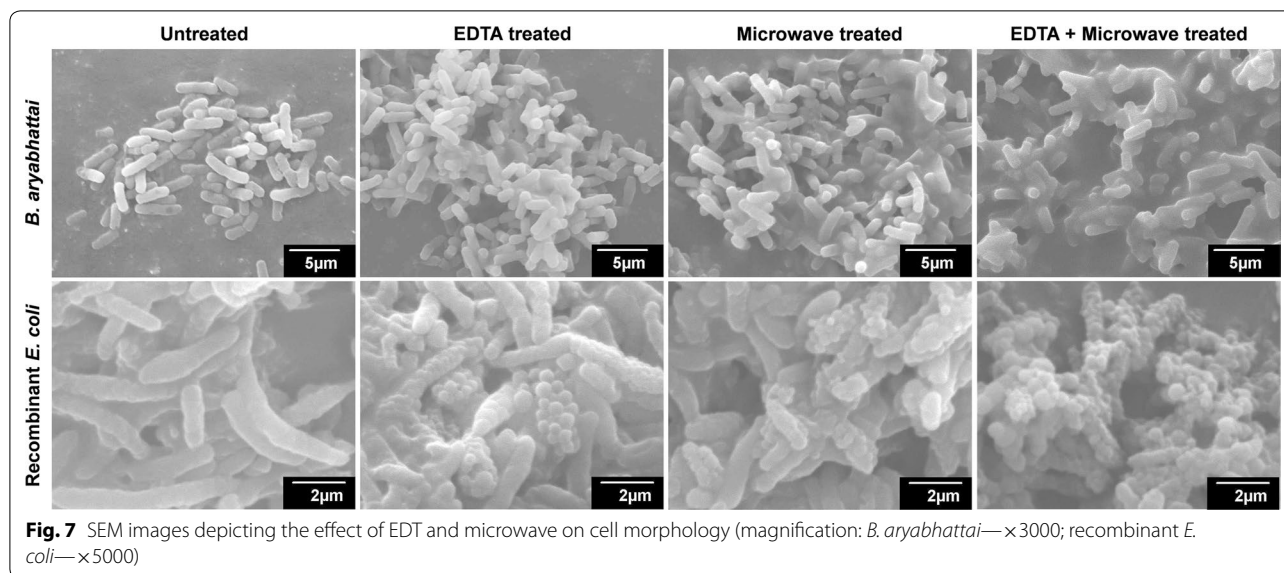 Untreated
EDTA treated
Microwave treated
EDTA + Microwave treated
B. aryabhattai
5μm
5μm
5μm
5μm
Recombinant E. coli
2μm
2μm
2μm
2μm
Fig. 7 SEM images depicting the effect of EDT and microwave on cell morphology (magnification: B. aryabhattai—×3000; recombinant E.
coli—×5000)